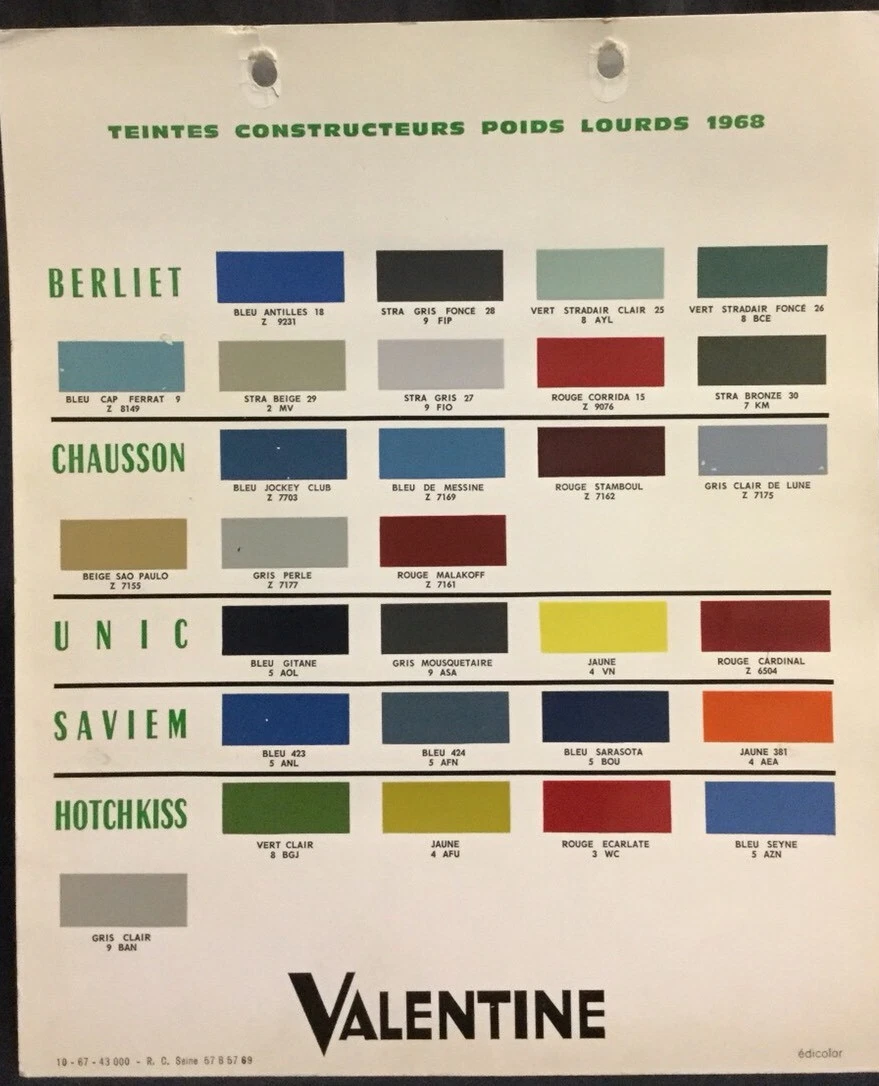 TEINTES CONSTRUCTEURS POIDS LOURDS 1968
BERLIET
BLEU ANTILLES 18
Z 9231
STRA GRIS FONCÉ 28
9 FIP
VERT STRADAIR CLAIR 25
8 AYL
VERT STRADAIR FONCÉ 26
8 BCE
BLEU CAP FERRAT 9
Z 8149
STRA BEIGE 29
2 MV
STRA GRIS 27
9 FIO
ROUGE CORRIDA 15
Z 9076
STRA BRONZE 30
7 KM
CHAUSSON
BLEU JOCKEY CLUB
Z 7703
BLEU DE MESSINE
Z 7169
ROUGE STAMBOUL
Z 7162
GRIS CLAIR DE LUNE
Z 7175
BEIGE SAO PAULO
Z 7155
GRIS PERLE
Z 7177
ROUGE MALAKOFF
Z 7161
UNIC
BLEU GITANE
5 AOL
GRIS MOUSQUETAIRE
9 ASA
JAUNE
4 VN
ROUGE CARDINAL
Z 6504
SAVIEM
BLEU 423
5 ANL
BLEU 424
5 AFN
BLEU SARASOTA
5 BOU
JAUNE 381
4 AEA
HOTCHKISS
VERT CLAIR
8 BGJ
JAUNE
4 AFU
ROUGE ECARLATE
3 WC
BLEU SEYNE
5 AZN
GRIS CLAIR
9 BAN
VALENTINE
10 - 67 - 43 000 - R. C. Seine 57 B 57 69
édicolor